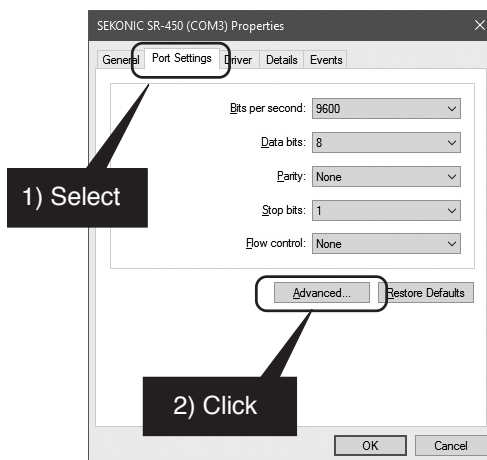 SEKONIC SR-450 (COM3) Properties
General Port Settings Driver Details Events
Bits per second: 9600
Data bits: 8
Parity: None
1) Select
Stop bits: 1
Flow control: None
Advanced... Restore Defaults
2) Click
OK Cancel